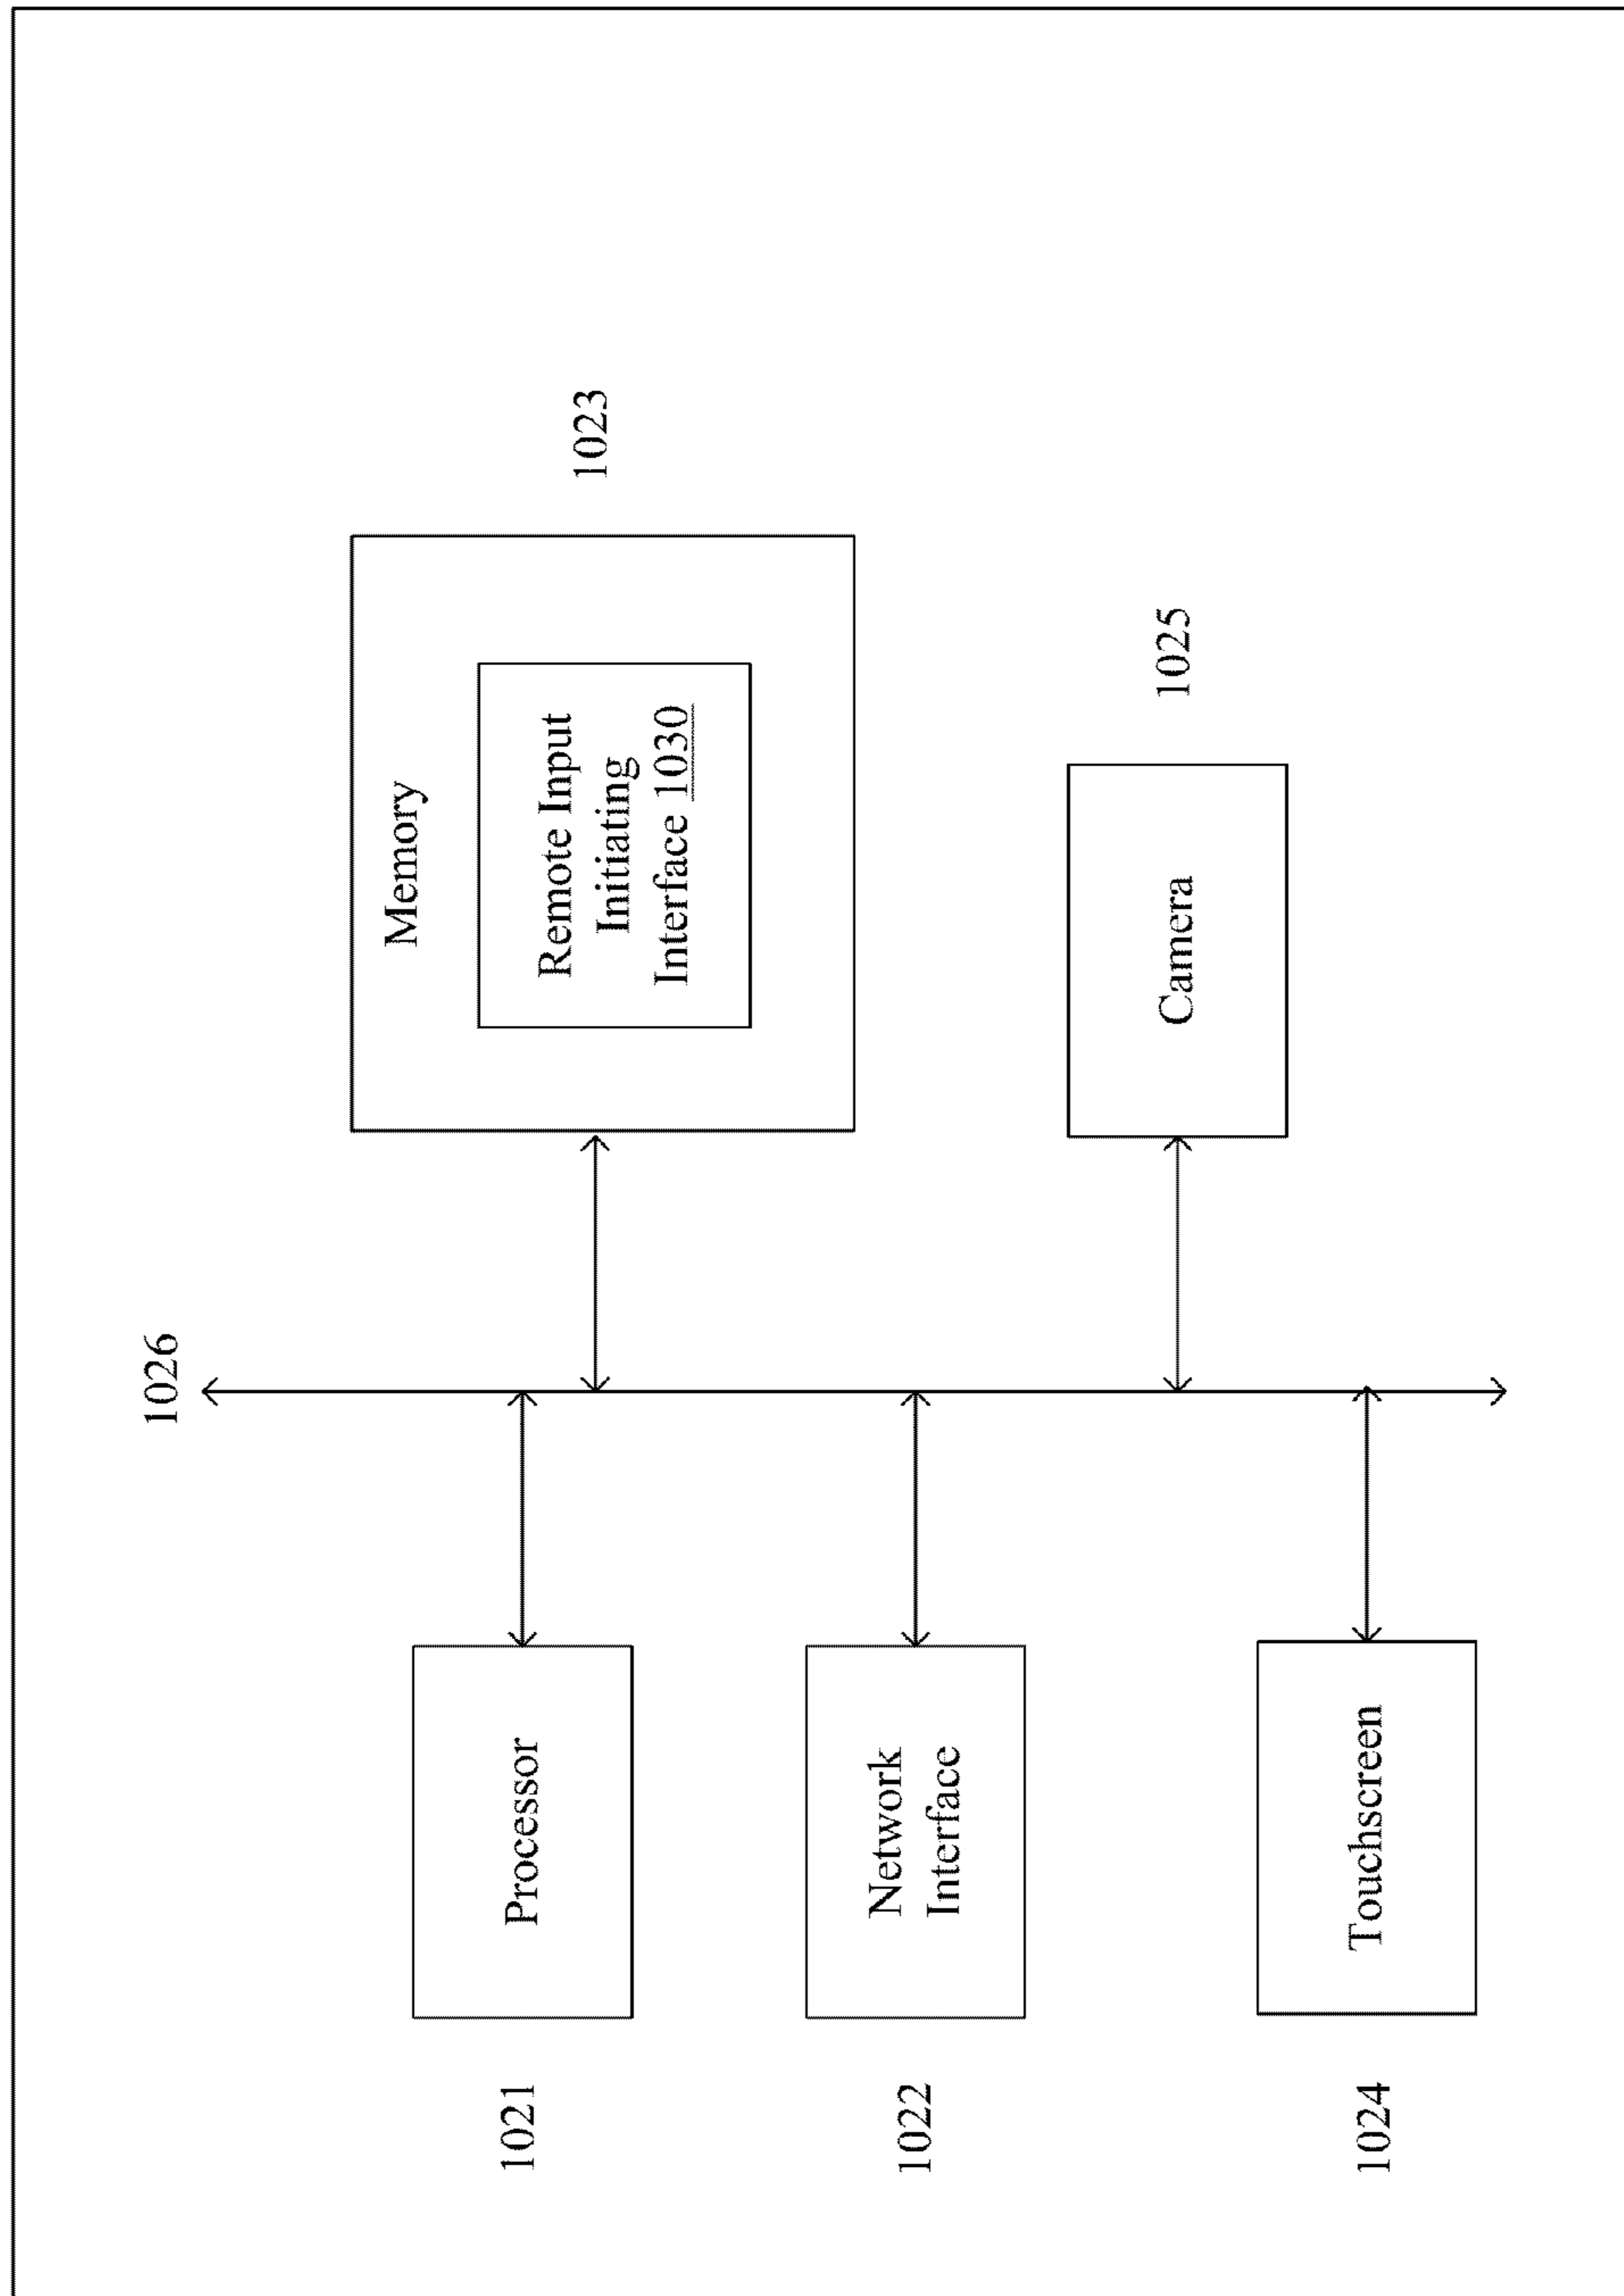 1026
Processor
1021
Memory
Remote Input
Initiating
Interface 1030
1023
Network
Interface
1022
Camera
1025
Touchscreen
1024